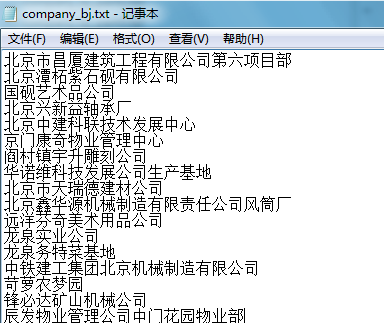 company_bj.txt - 记事本
文件(F) 编辑(E) 格式(O) 查看(V) 帮助(H)
北京市昌厦建筑工程有限公司第六项目部
北京潭柘紫石砚有限公司
国砚艺术品公司
北京兴新益轴承厂
北京中建科联技术发展中心
京门康奇物业管理中心
阎村镇宇升雕刻公司
华诺维科技发展公司生产基地
北京市天瑞德建材公司
北京鑫华源机械制造有限责任公司风筒厂
远洋芬奇美术用品公司
龙泉实业公司
龙泉务特菜基地
中铁建工集团北京机械制造有限公司
苛萝农梦园
锋必达矿山机械公司
辰发物业管理公司中门花园物业部